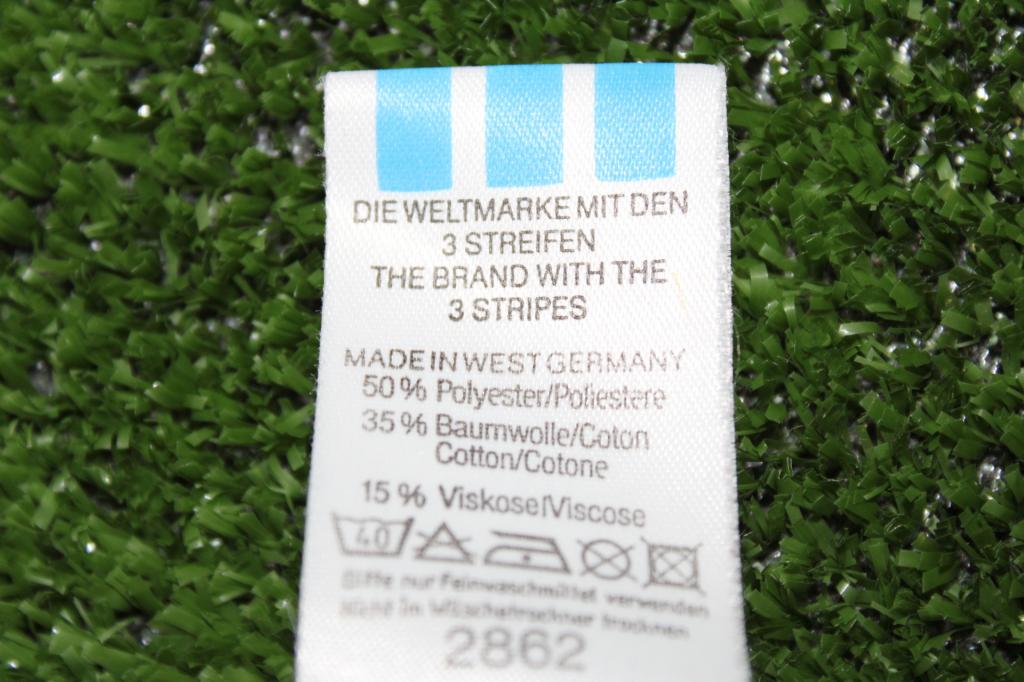 DIE WELTMARKE MIT DEN
3 STREIFEN
THE BRAND WITH THE
3 STRIPES
MADE IN WEST GERMANY
50% Polyester/Poliestere
35% Baumwolle/Coton
Cotton/Cotone
15% Viskose/Viscose
40
Bitte nur Feinwaschmittel verwenden
Nicht im Wäschetrockner trocknen
2862